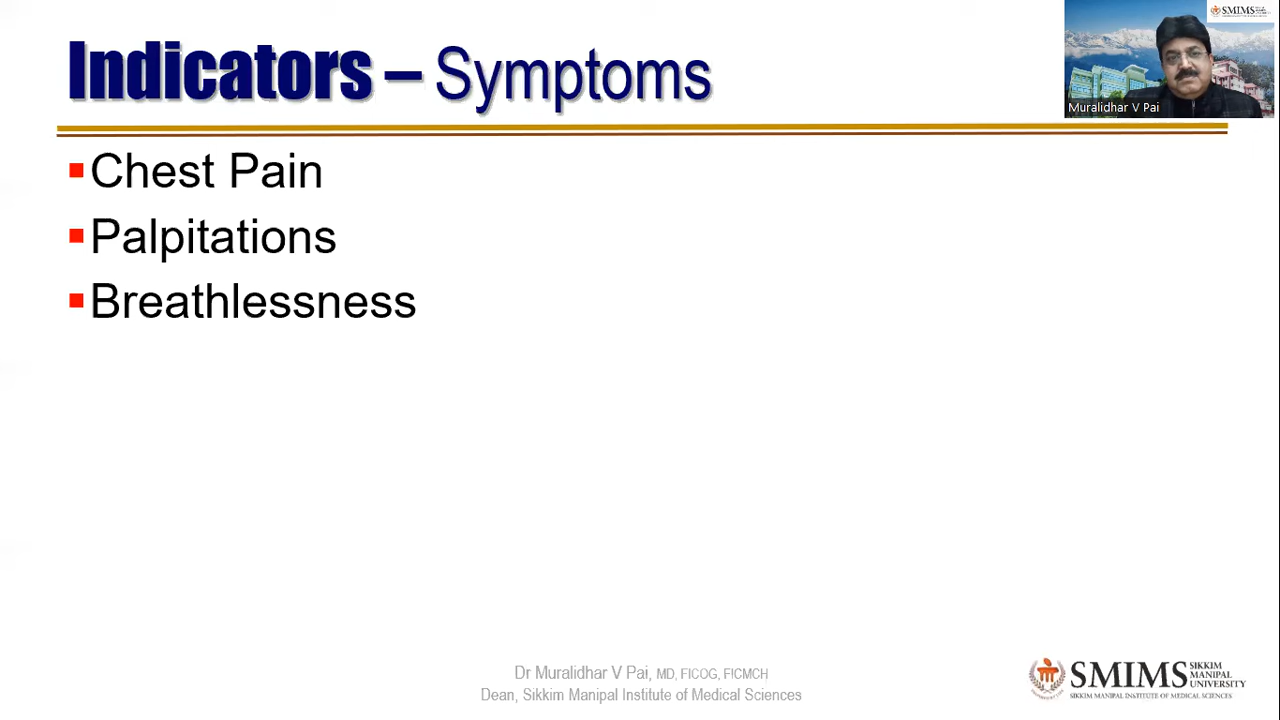 Indicators – Symptoms
SMIMS
Muralidhar V Pai
Chest Pain
Palpitations
Breathlessness
Dr Muralidhar V Pai, MD, FICOG, FICMCH
Dean, Sikkim Manipal Institute of Medical Sciences
SMIMS SIKKIM
MANIPAL
UNIVERSITY
SIKKIM MANIPAL INSTITUTE OF MEDICAL SCIENCES